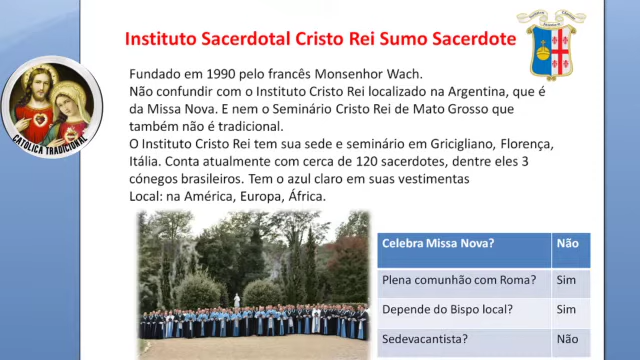 Instituto Sacerdotal Cristo Rei Sumo Sacerdote
Fundado em 1990 pelo francês Monsenhor Wach.
Não confundir com o Instituto Cristo Rei localizado na Argentina, que é
da Missa Nova. E nem o Seminário Cristo Rei de Mato Grosso que
também não é tradicional.
O Instituto Cristo Rei tem sua sede e seminário em Gricigliano, Florença,
Itália. Conta atualmente com cerca de 120 sacerdotes, dentre eles 3
cónegos brasileiros. Tem o azul claro em suas vestimentas
Local: na América, Europa, África.
CATÓLICA TRADICIONAL
Celebra Missa Nova? Não
Plena comunhão com Roma? Sim
Depende do Bispo local? Sim
Sedevacantista? Não